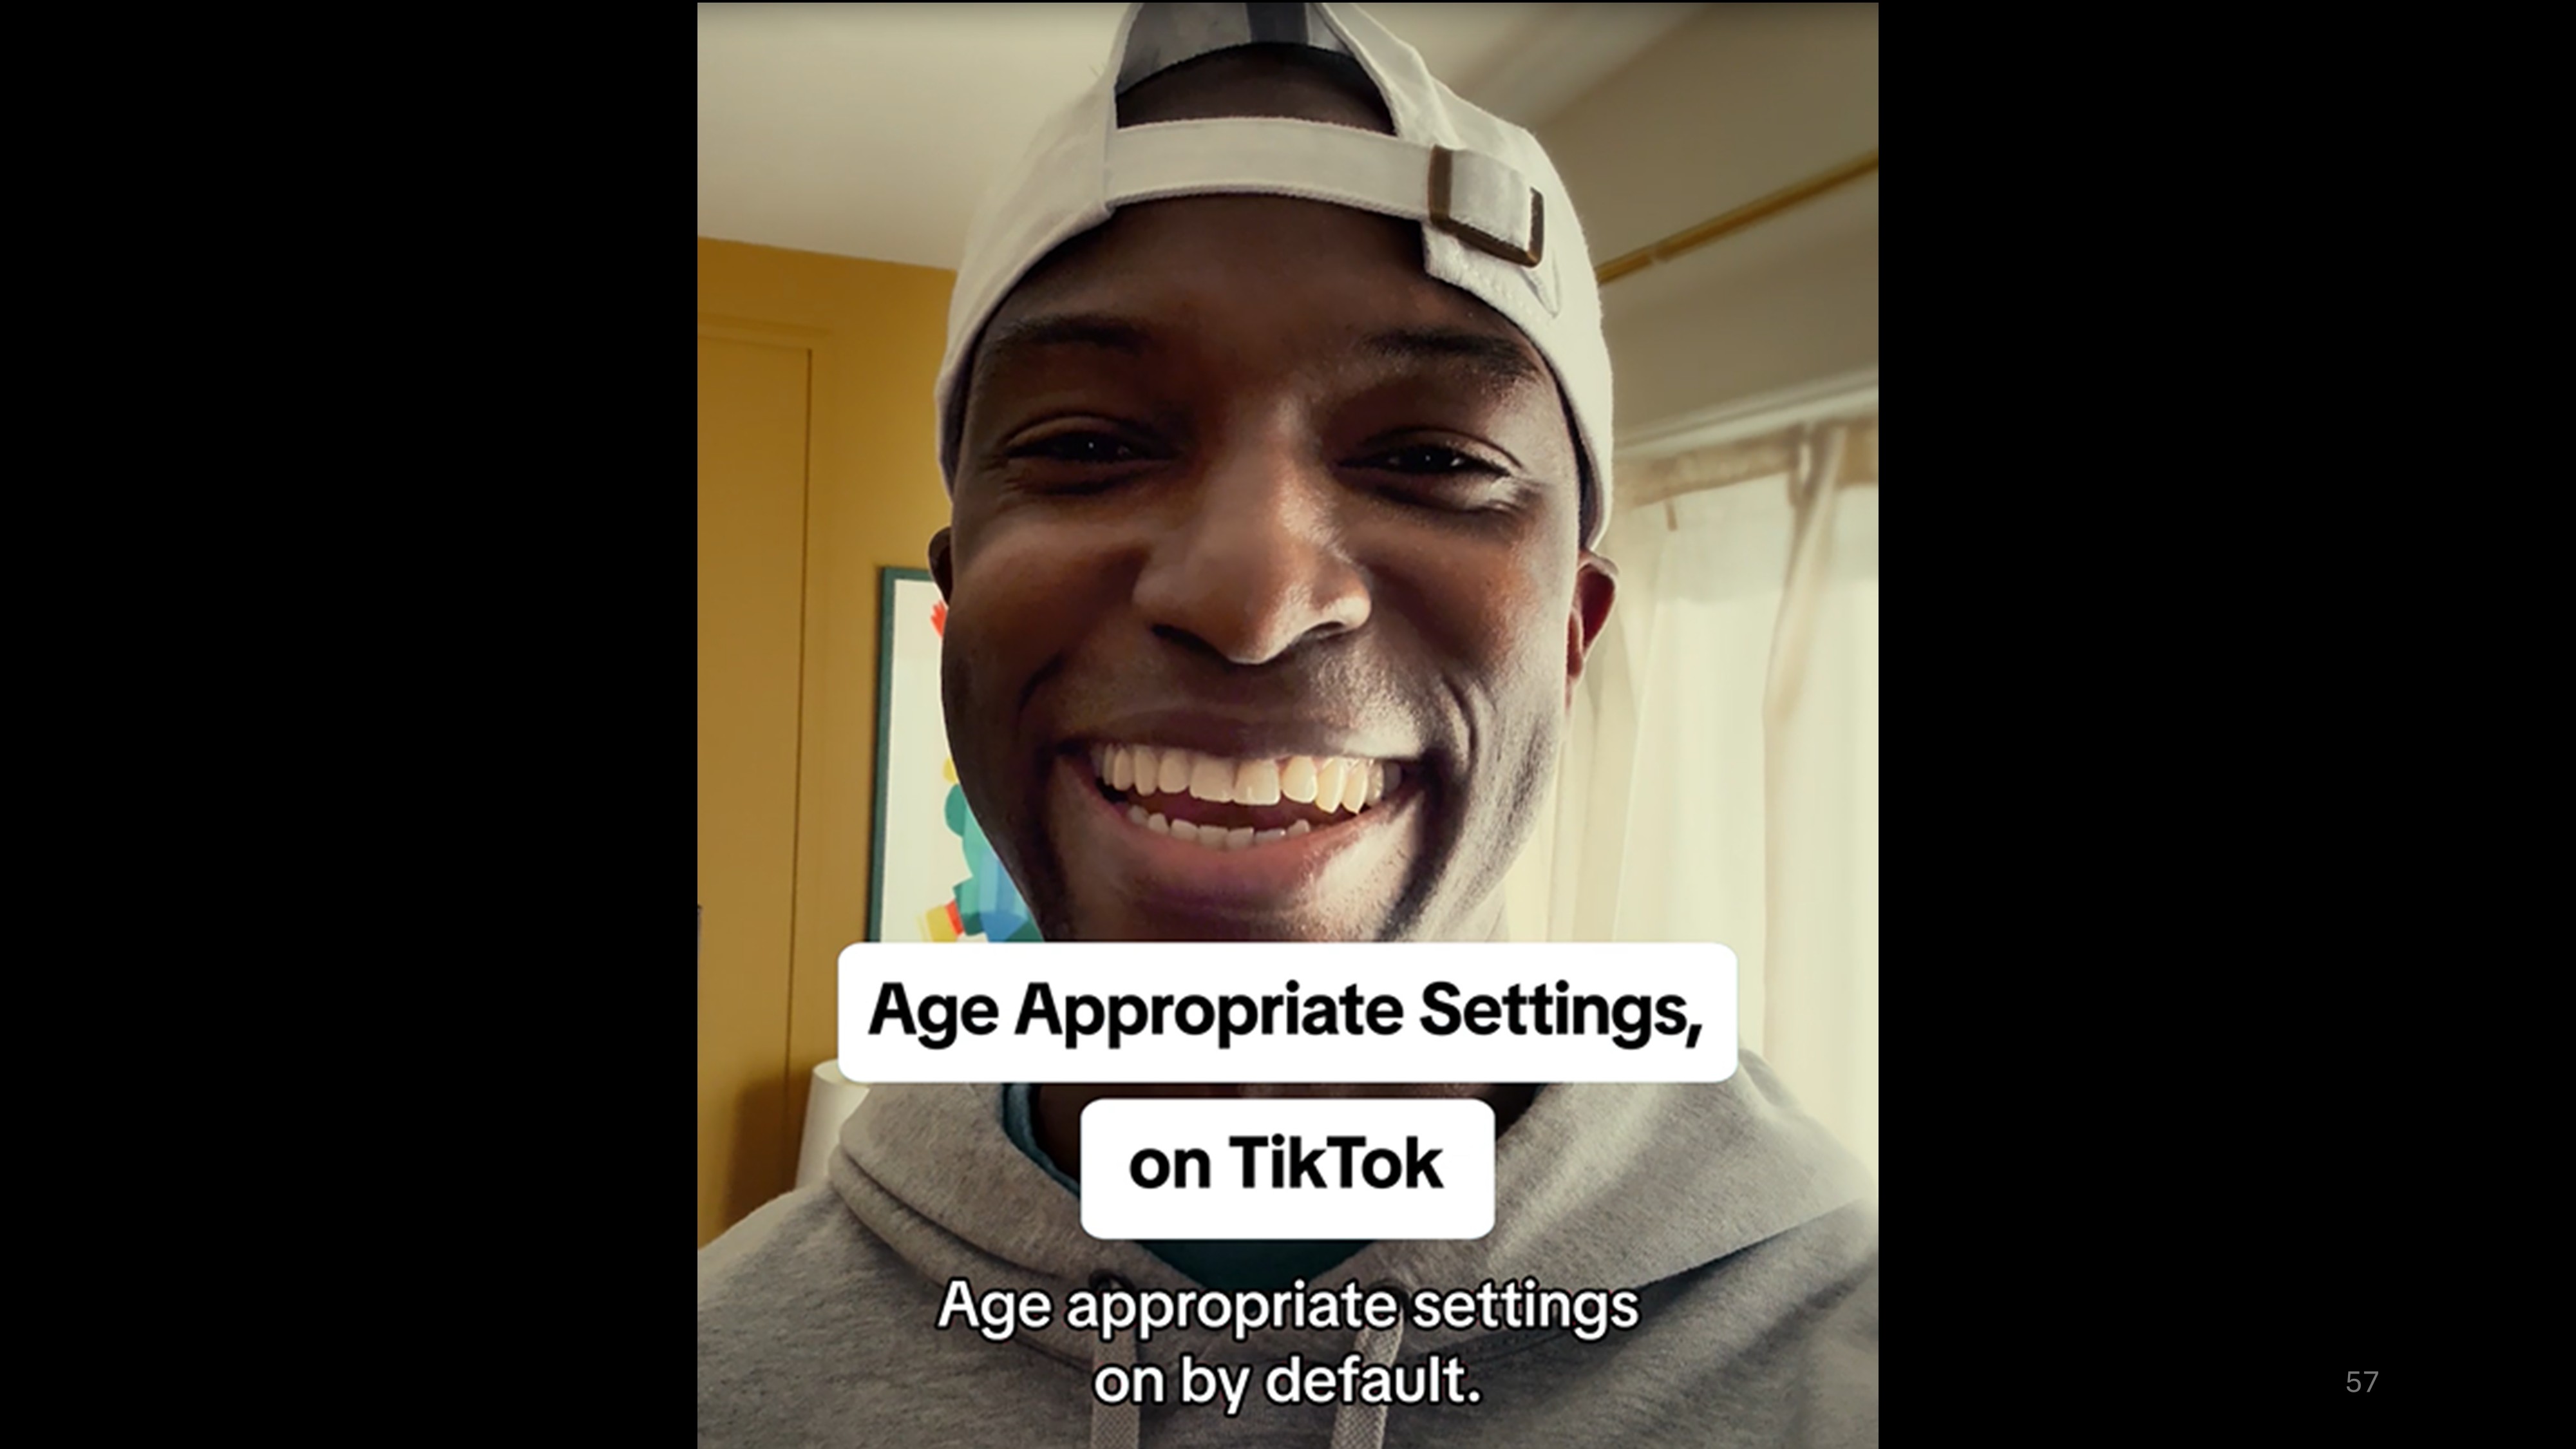 Age Appropriate Settings,
on TikTok
Age appropriate settings
on by default.
57